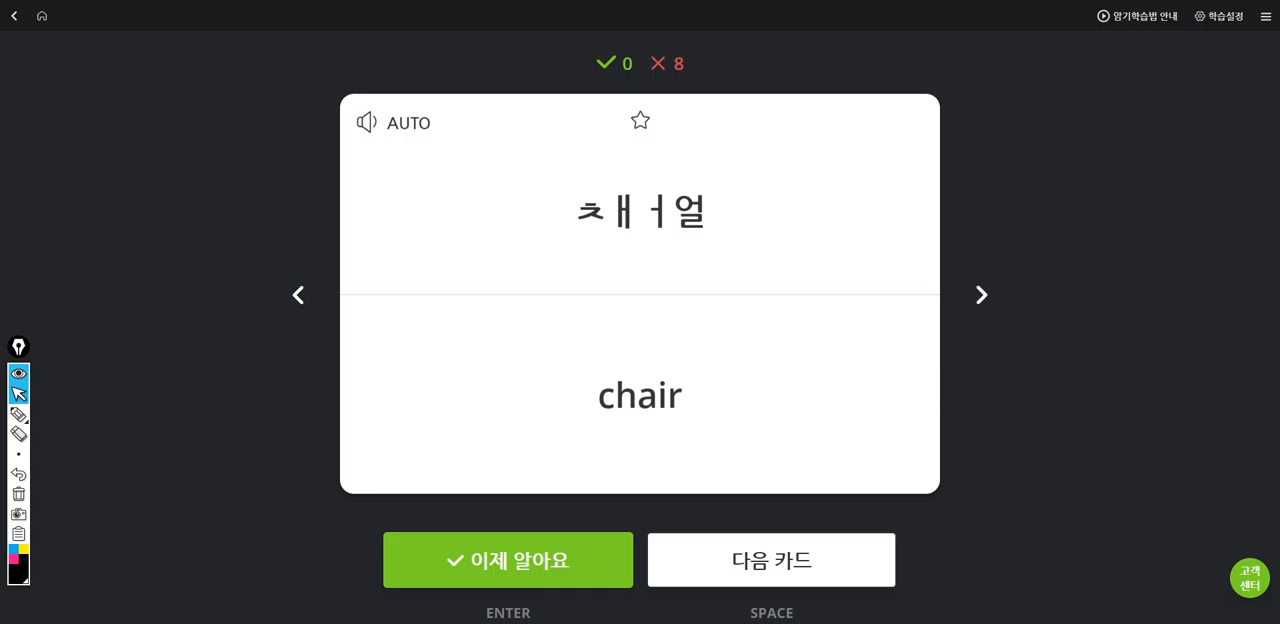 암기학습법 안내 학습설정
0 8
AUTO
ㅊㅐㅓ얼
chair
이제 알아요 다음 카드
ENTER SPACE
고객
센터